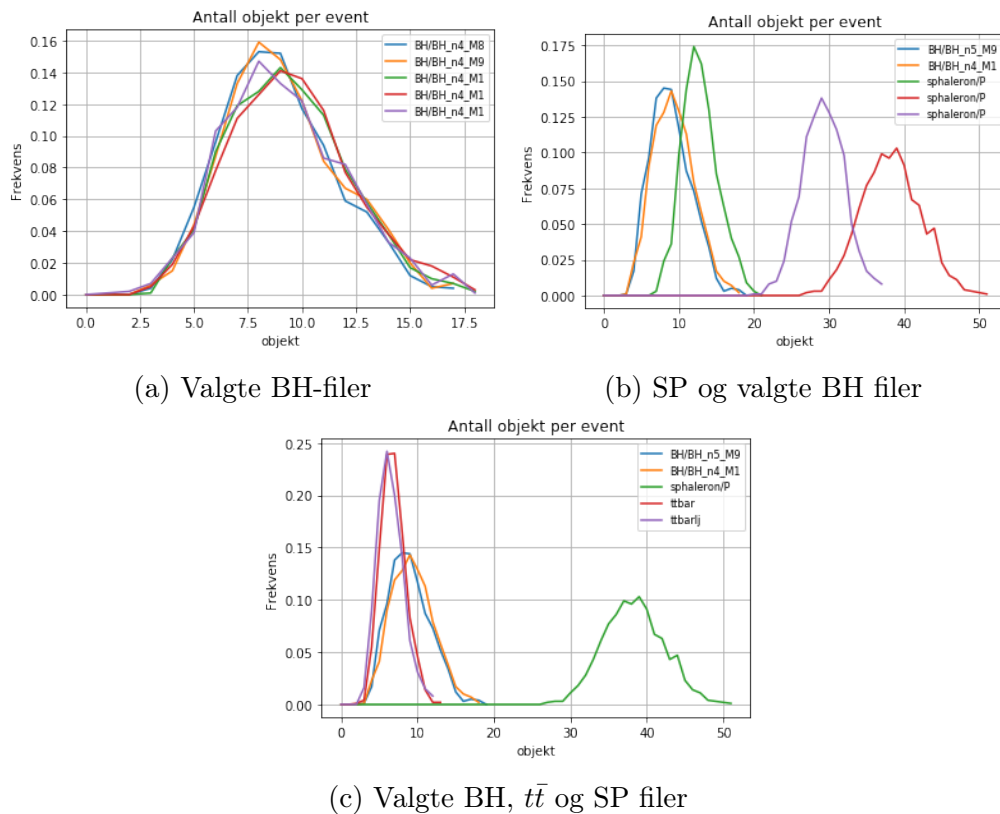 Antall objekt per event
0.16
0.14
0.12
0.10
0.08
0.06
0.04
0.02
0.00
Frekvens
BH/BH_n4_M8
BH/BH_n4_M9
BH/BH_n4_M1
BH/BH_n4_M1
BH/BH_n4_M1
0.0 2.5 5.0 7.5 10.0 12.5 15.0 17.5
objekt
(a) Valgte BH-filer
Antall objekt per event
0.175
0.150
0.125
0.100
0.075
0.050
0.025
0.000
Frekvens
BH/BH_n5_M9
BH/BH_n4_M1
sphaleron/P
sphaleron/P
sphaleron/P
0 10 20 30 40 50
objekt
(b) SP og valgte BH filer
Antall objekt per event
0.25
0.20
0.15
0.10
0.05
0.00
Frekvens
BH/BH_n5_M9
BH/BH_n4_M1
sphaleron/P
ttbar
ttbarlj
0 10 20 30 40 50
objekt
(c) Valgte BH, tt̄ og SP filer